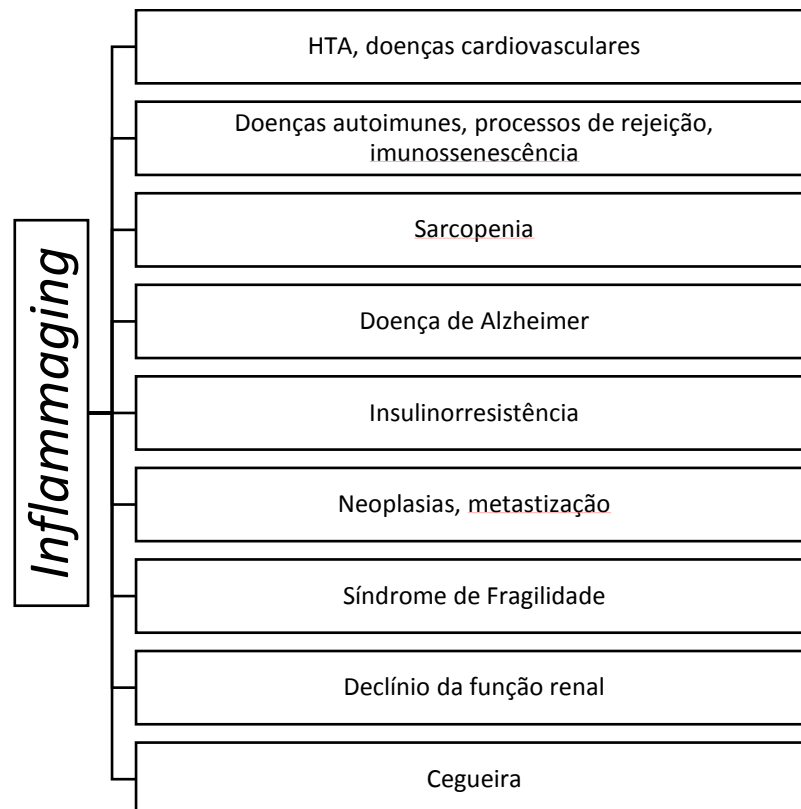 Inflammaging
HTA, doenças cardiovasculares
Doenças autoimunes, processos de rejeição,
imunossenescência
Sarcopenia
Doença de Alzheimer
Insulinorresistência
Neoplasias, metastização
Síndrome de Fragilidade
Declínio da função renal
Cegueira